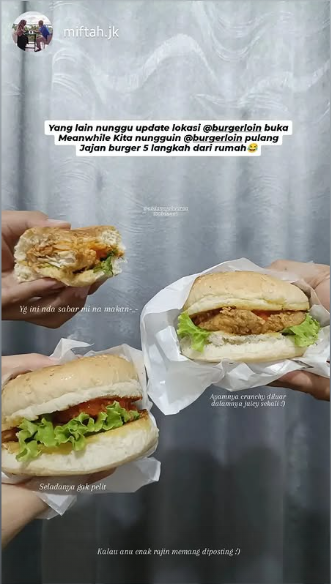 miftah.jk
Yang lain nunggu update lokasi @burgerloin buka
Meanwhile Kita nungguin @burgerloin pulang
Jajan burger 5 langkah dari rumah😂
Yg ini nda sabar mi na makan-_-
Ayamnya crunchy diluar
dalamnya juicy sekali :)
Seladanya gak pelit
Kalau anu enak rajin memang diposting :)